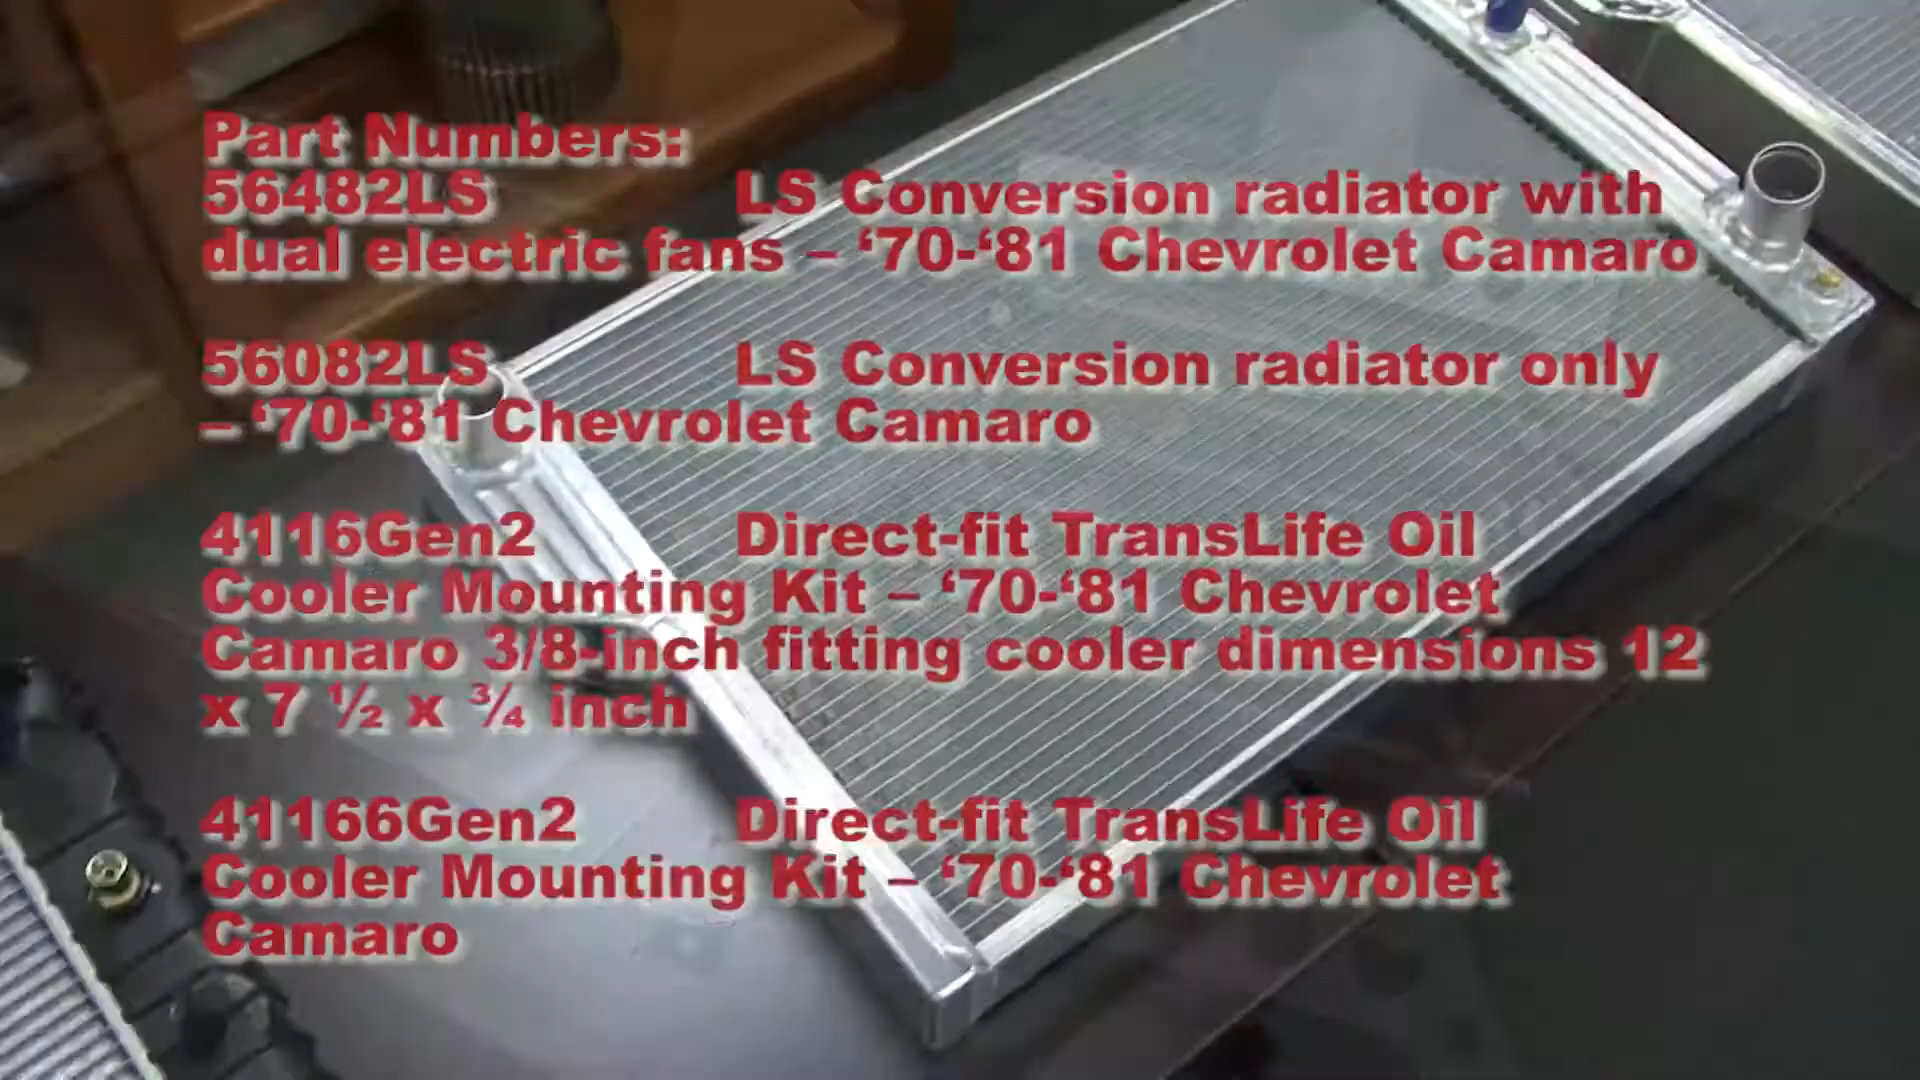 Part Numbers:
56482LS LS Conversion radiator with
dual electric fans – ‘70-‘81 Chevrolet Camaro
56082LS LS Conversion radiator only
– ‘70-‘81 Chevrolet Camaro
4116Gen2 Direct-fit TransLife Oil
Cooler Mounting Kit – ‘70-‘81 Chevrolet
Camaro 3/8-inch fitting cooler dimensions 12
x 7 ½ x ¾ inch
41166Gen2 Direct-fit TransLife Oil
Cooler Mounting Kit – ‘70-‘81 Chevrolet
Camaro